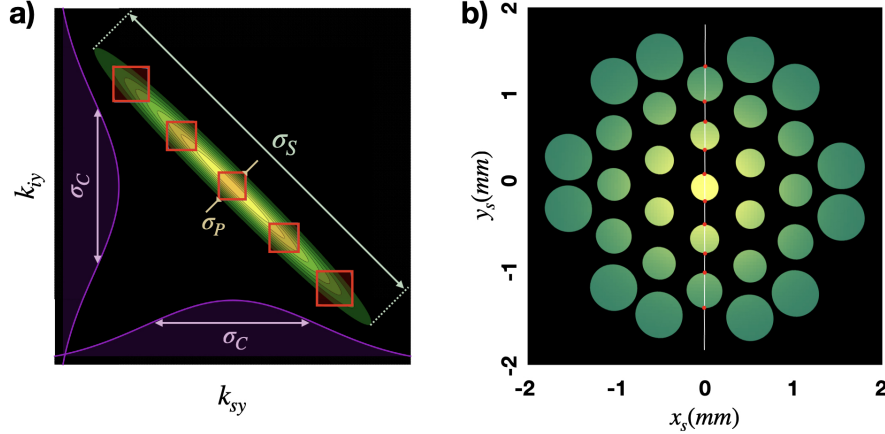 a)
σ_S
k_iy
σ_C
σ_P
σ_C
k_sy
b)
2
1
0
-1
-2
y_s(mm)
-2 -1 0 1 2
x_s(mm)